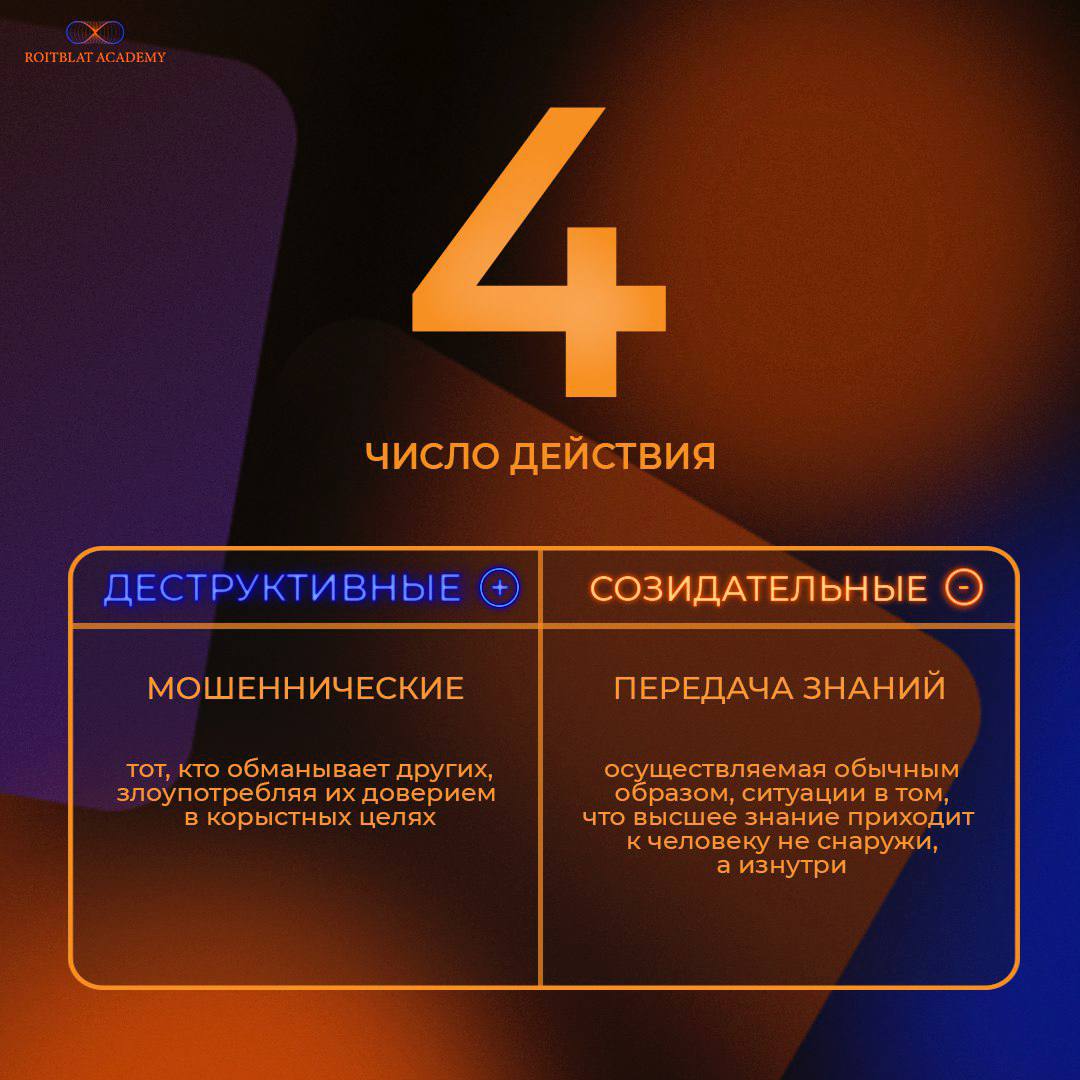 ROITBLAT ACADEMY
4
ЧИСЛО ДЕЙСТВИЯ
ДЕСТРУКТИВНЫЕ +
СОЗИДАТЕЛЬНЫЕ -
МОШЕННИЧЕСКИЕ
тот, кто обманывает других,
злоупотребляя их доверием
в корыстных целях
ПЕРЕДАЧА ЗНАНИЙ
осуществляемая обычным
образом, ситуации в том,
что высшее знание приходит
к человеку не снаружи,
а изнутри